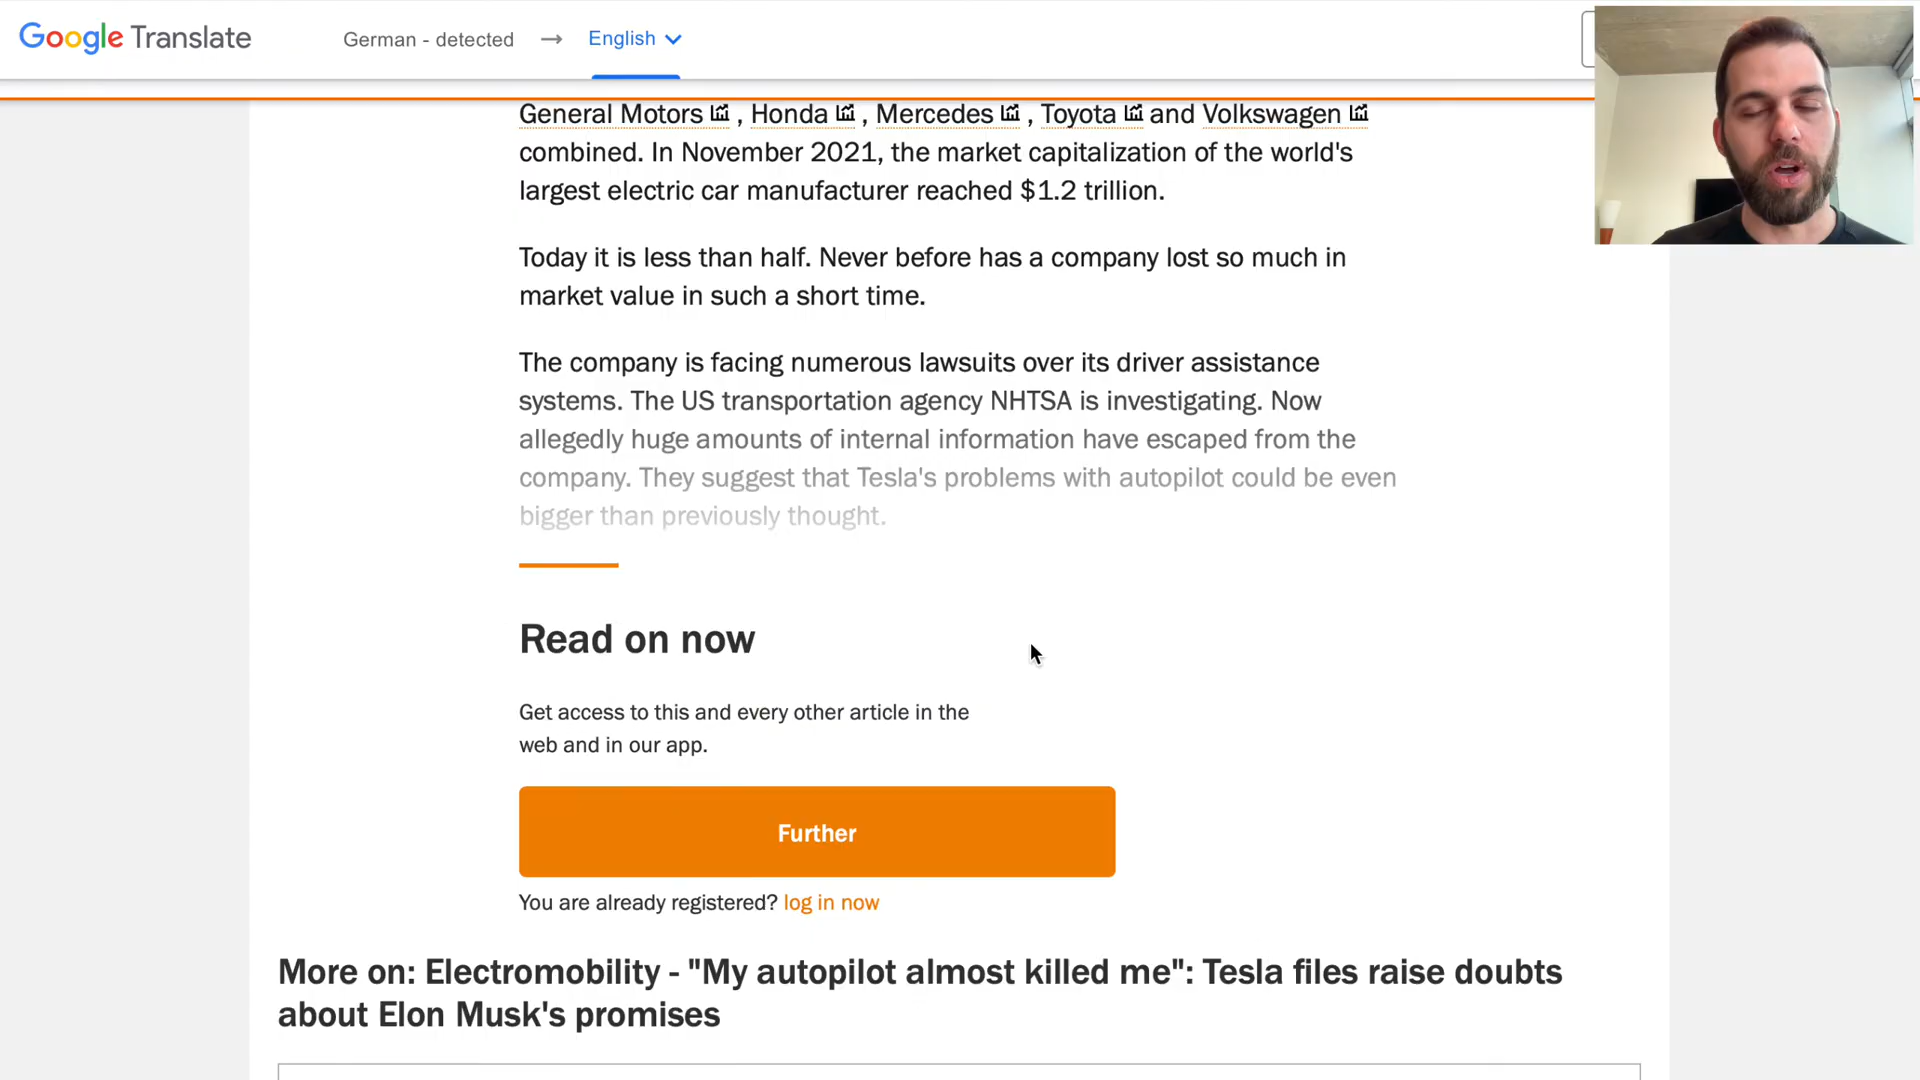 Google Translate
German - detected → English
General Motors , Honda , Mercedes , Toyota and Volkswagen
combined. In November 2021, the market capitalization of the world's
largest electric car manufacturer reached $1.2 trillion.
Today it is less than half. Never before has a company lost so much in
market value in such a short time.
The company is facing numerous lawsuits over its driver assistance
systems. The US transportation agency NHTSA is investigating. Now
allegedly huge amounts of internal information have escaped from the
company. They suggest that Tesla's problems with autopilot could be even
bigger than previously thought.
Read on now
Get access to this and every other article in the
web and in our app.
Further
You are already registered? log in now
More on: Electromobility - "My autopilot almost killed me": Tesla files raise doubts
about Elon Musk's promises